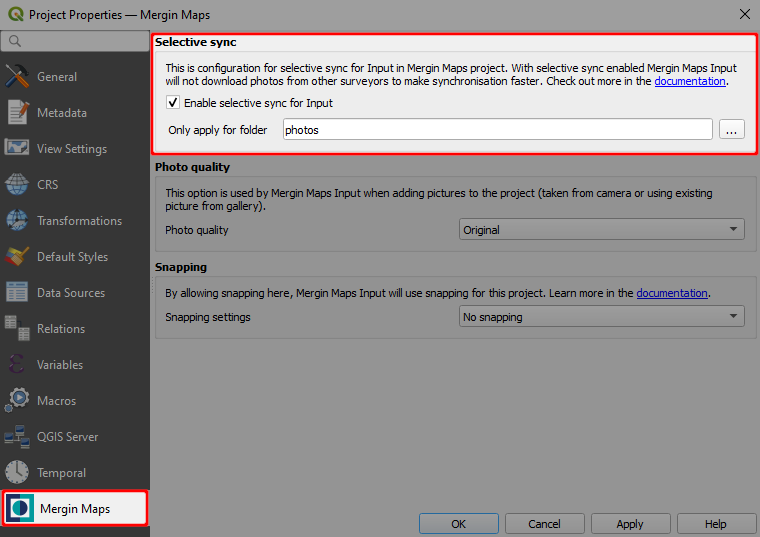 Project Properties — Mergin Maps
Selective sync
This is configuration for selective sync for Input in Mergin Maps project. With selective sync enabled Mergin Maps Input
will not download photos from other surveyors to make synchronisation faster. Check out more in the documentation.
Enable selective sync for Input
Only apply for folder photos ...
Photo quality
This option is used by Mergin Maps Input when adding pictures to the project (taken from camera or using existing
picture from gallery).
Photo quality Original
Snapping
By allowing snapping here, Mergin Maps Input will use snapping for this project. Learn more in the documentation.
Snapping settings No snapping
General
Metadata
View Settings
CRS
Transformations
Default Styles
Data Sources
Relations
Variables
Macros
QGIS Server
Temporal
Mergin Maps
OK Cancel Apply Help